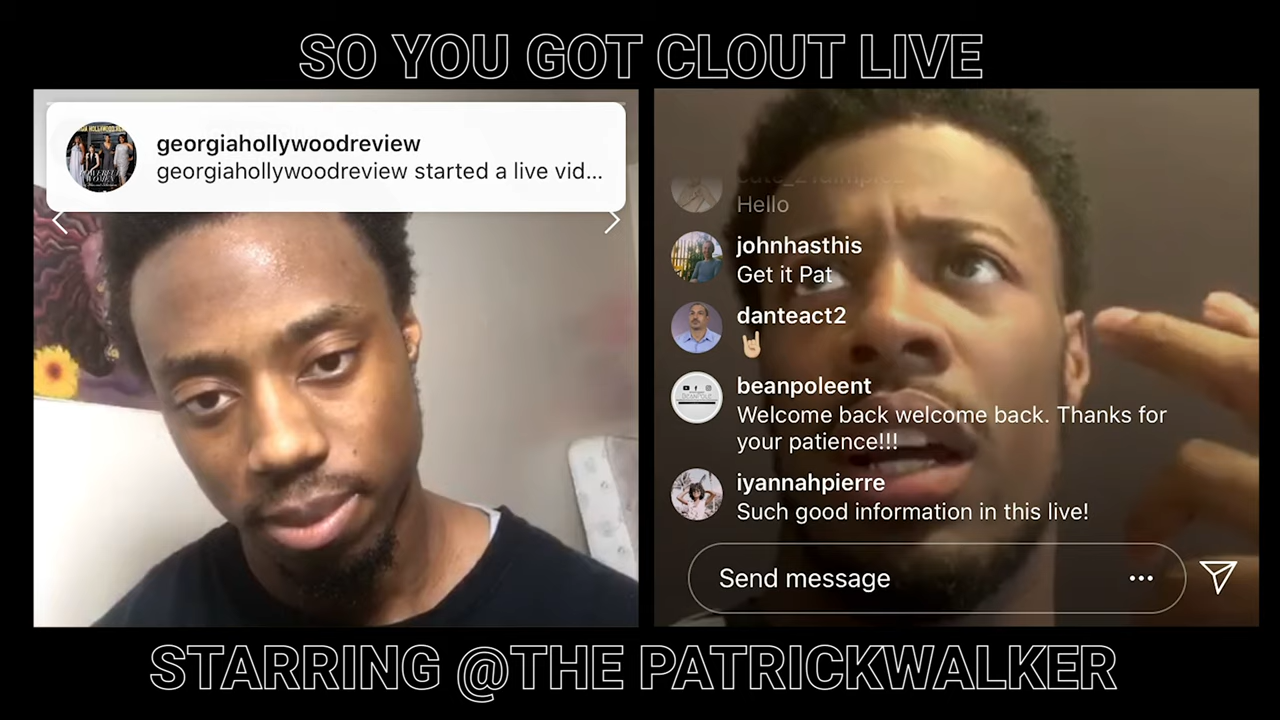 SO YOU GOT CLOUT LIVE
georgiahollywoodreview
georgiahollywoodreview started a live vid...
Hello
johnhasthis
Get it Pat
danteact2
🤘🏼
beanpoleent
Welcome back welcome back. Thanks for
your patience!!!
iyannahpierre
Such good information in this live!
Send message
STARRING @THE PATRICKWALKER